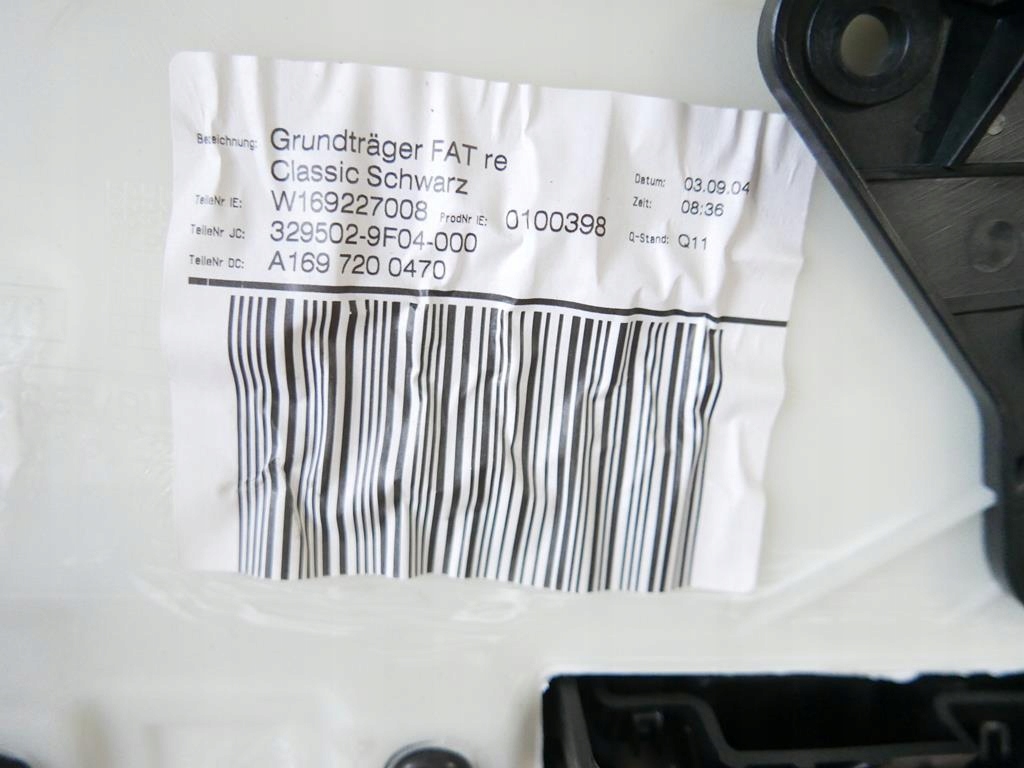 Bezeichnung: Grundträger FAT re
Classic Schwarz
TeileNr IE: W169227008 ProdNr IE: 0100398
TeileNr JC: 329502-9F04-000
TeileNr DC: A169 720 0470
Datum: 03.09.04
Zeit: 08:36
Q-Stand: Q11